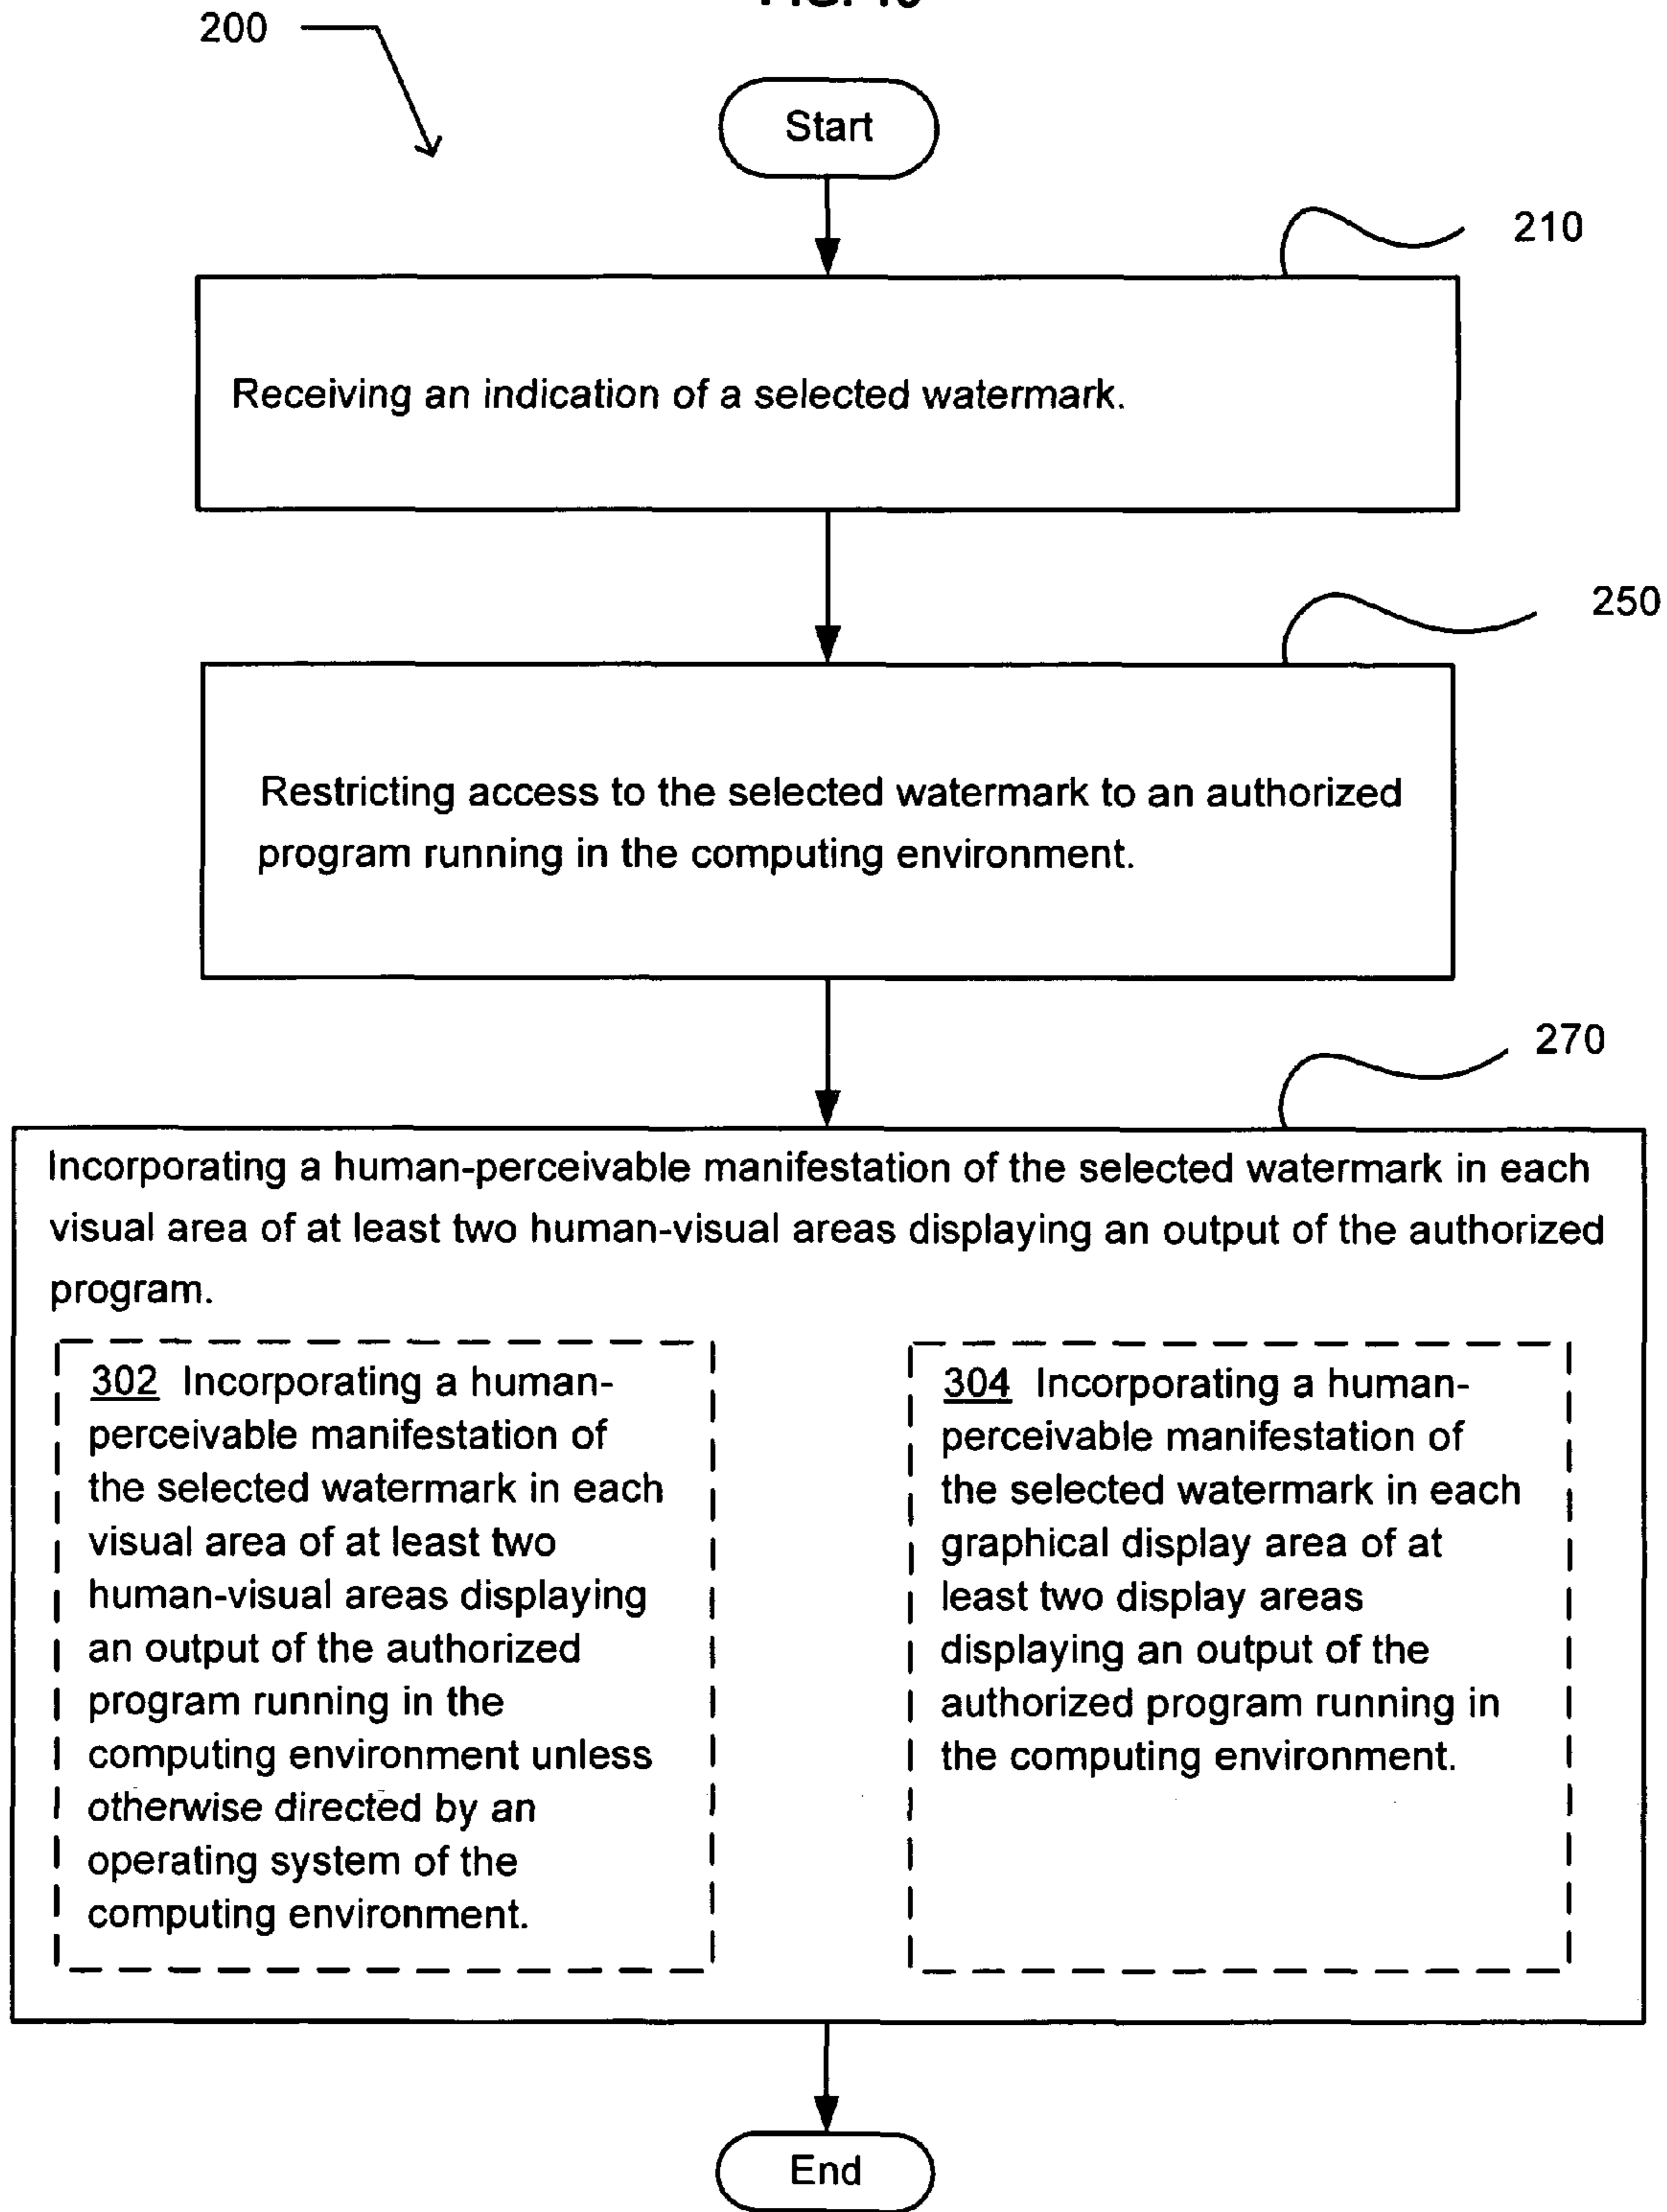 200
Start
210
Receiving an indication of a selected watermark.
250
Restricting access to the selected watermark to an authorized
program running in the computing environment.
270
Incorporating a human-perceivable manifestation of the selected watermark in each
visual area of at least two human-visual areas displaying an output of the authorized
program.
302 Incorporating a human-
perceivable manifestation of
the selected watermark in each
visual area of at least two
human-visual areas displaying
an output of the authorized
program running in the
computing environment unless
otherwise directed by an
operating system of the
computing environment.
304 Incorporating a human-
perceivable manifestation of
the selected watermark in each
graphical display area of at
least two display areas
displaying an output of the
authorized program running in
the computing environment.
End